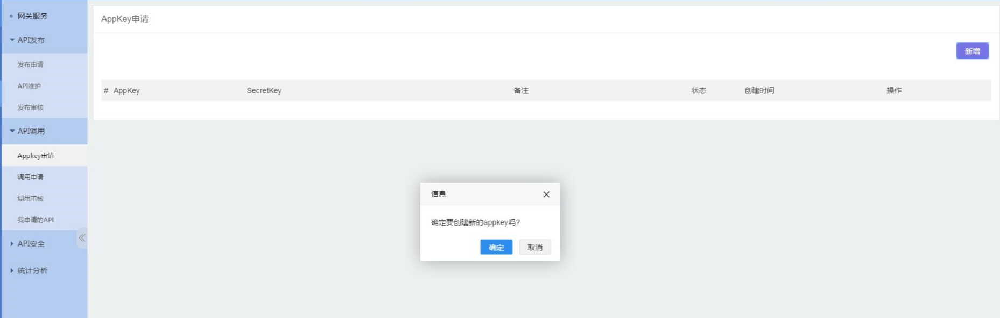 网关服务
API发布
发布申请
API维护
发布审核
API调用
Appkey申请
调用申请
调用审核
我申请的API
API安全
统计分析
AppKey申请
新增
# AppKey SecretKey 备注 状态 创建时间 操作
信息
确定要创建新的appkey吗?
确定 取消